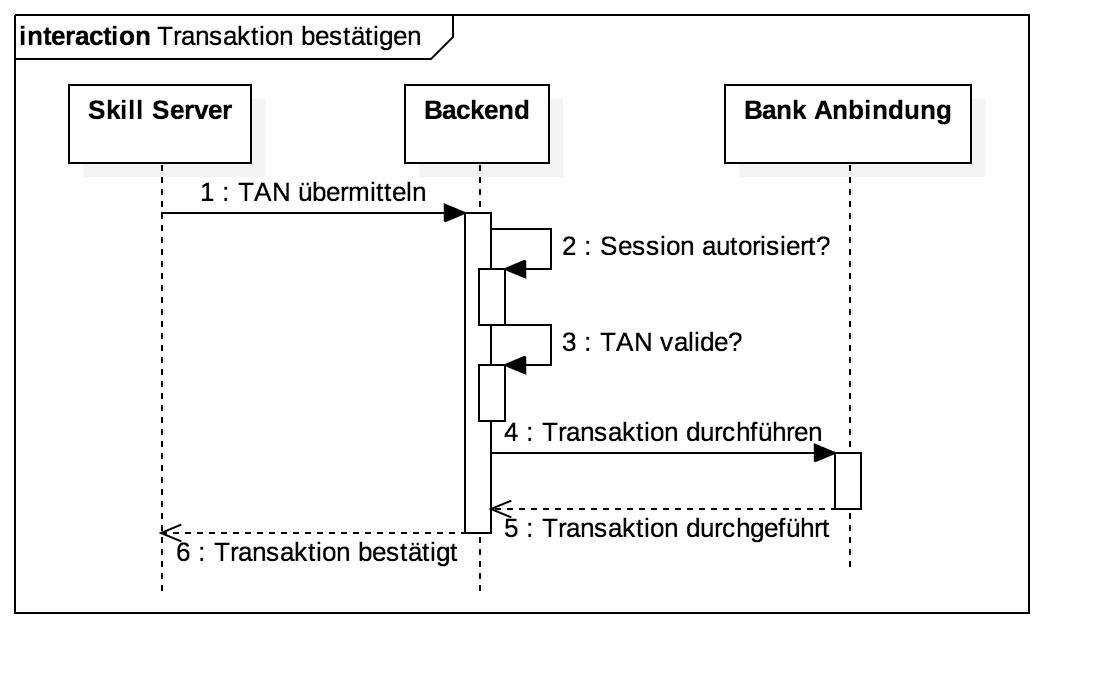 interaction Transaktion bestätigen
Skill Server
Backend
Bank Anbindung
1 : TAN übermitteln
2 : Session autorisiert?
3 : TAN valide?
4 : Transaktion durchführen
5 : Transaktion durchgeführt
6 : Transaktion bestätigt